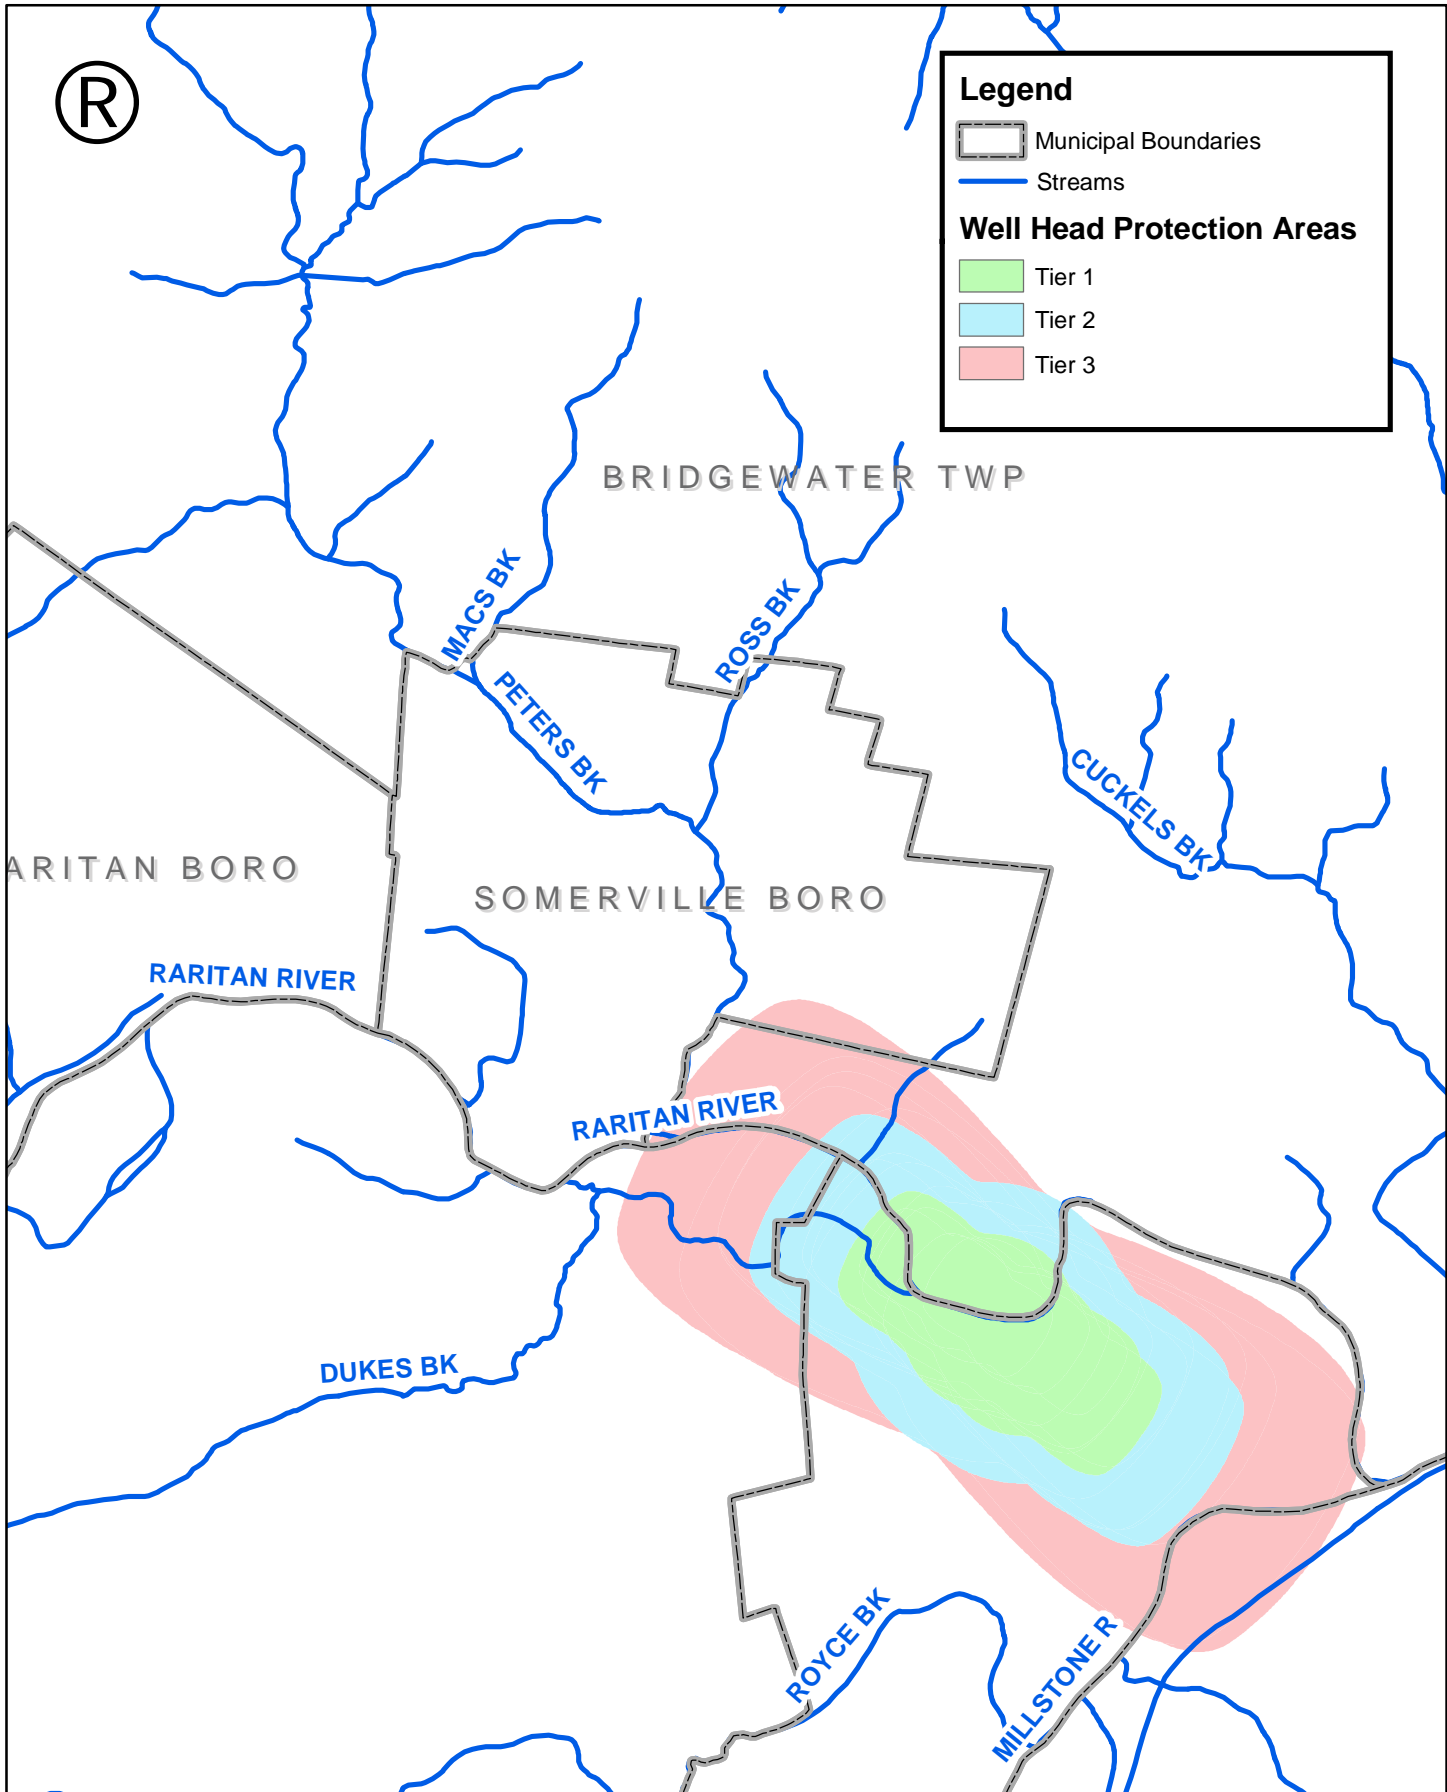 ®
Legend
Municipal Boundaries
Streams
Well Head Protection Areas
Tier 1
Tier 2
Tier 3
BRIDGEWATER TWP
MACS BK
ROSS BK
PETERS BK
CUCKELS BK
ARITAN BORO
SOMERVILLE BORO
RARITAN RIVER
RARITAN RIVER
DUKES BK
ROYCE BK
MILLSTONE R